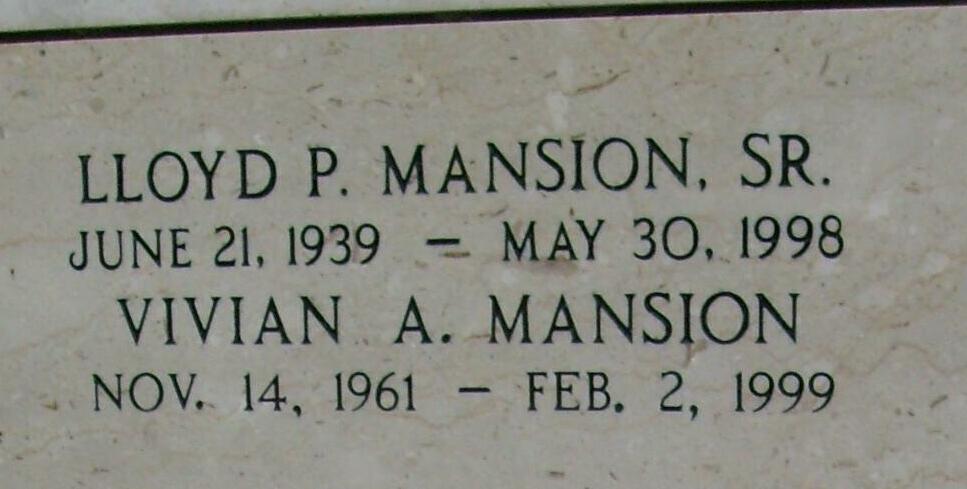 LLOYD P. MANSION, SR.
JUNE 21, 1939 – MAY 30, 1998
VIVIAN A. MANSION
NOV. 14, 1961 – FEB. 2, 1999